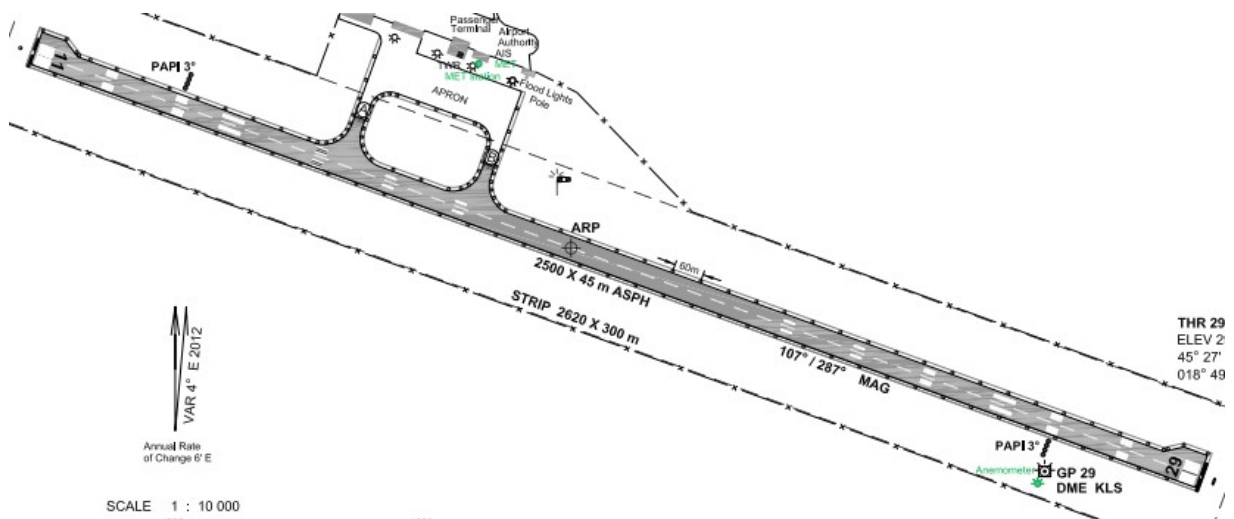 Passenger
Terminal
Airport
Authority
AIS
MET
TWR
MET station
Flood Lights
Pole
APRON
11
PAPI 3°
A
B
ARP
60m
2500 X 45 m ASPH
STRIP 2620 X 300 m
107° / 287° MAG
THR 29
45° 27'
018° 49
VAR 4° E 2012
Annual Rate
of Change 6' E
PAPI 3°
29
Anemometer
GP 29
DME KLS
SCALE 1 : 10 000